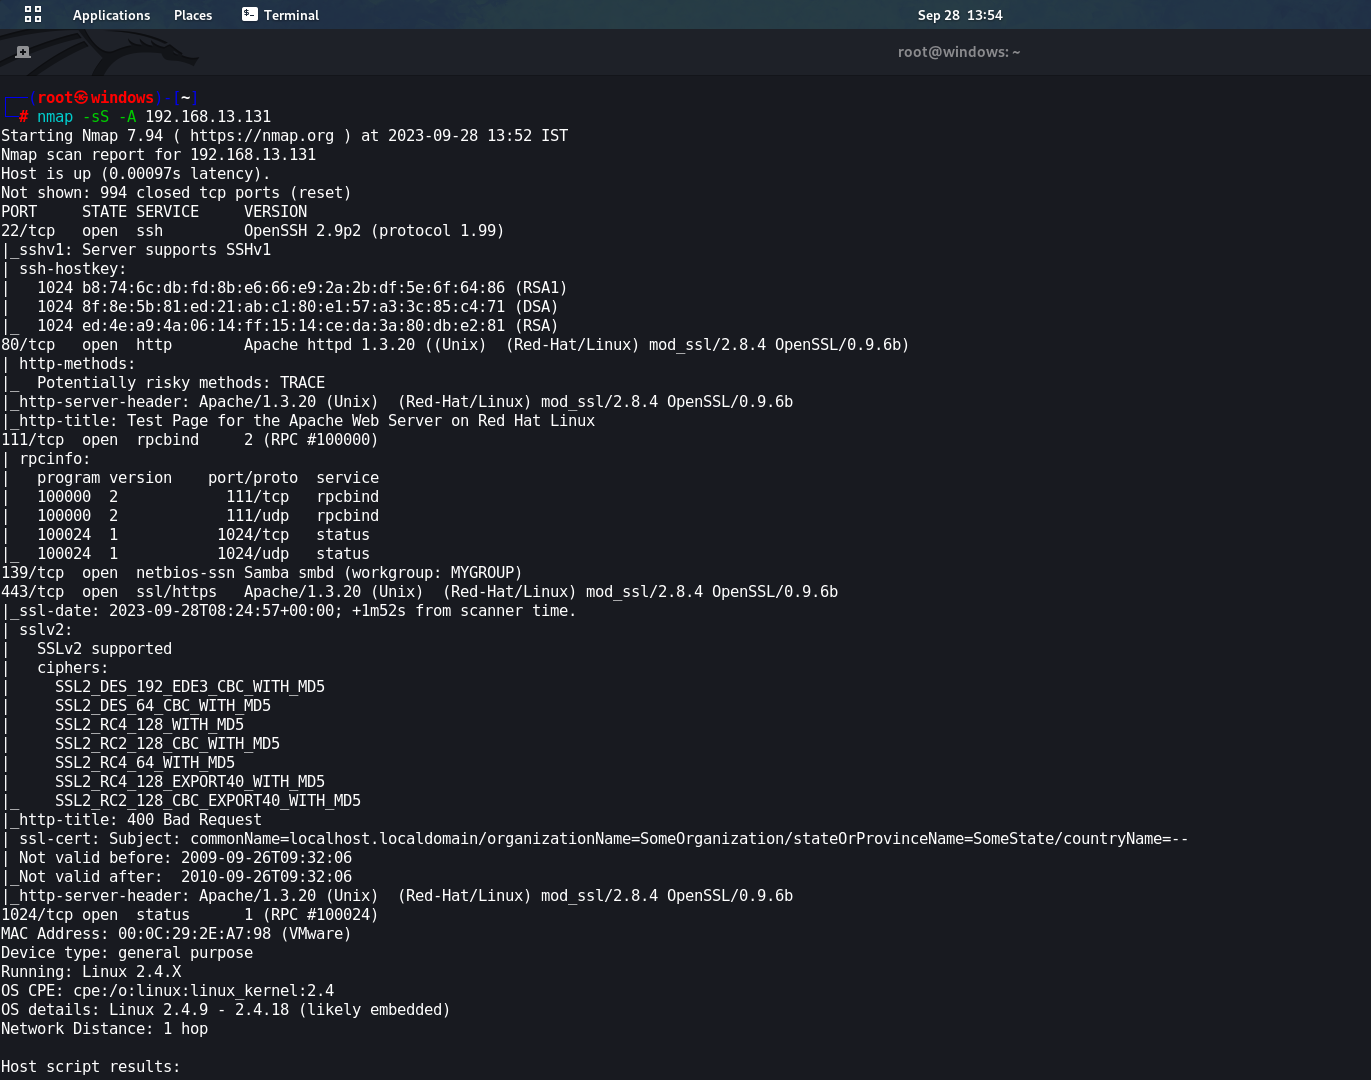 Applications Places Terminal Sep 28 13:54
root@windows: ~
root㉿windows)-[~]
# nmap -sS -A 192.168.13.131
Starting Nmap 7.94 ( https://nmap.org ) at 2023-09-28 13:52 IST
Nmap scan report for 192.168.13.131
Host is up (0.00097s latency).
Not shown: 994 closed tcp ports (reset)
PORT     STATE SERVICE     VERSION
22/tcp   open  ssh         OpenSSH 2.9p2 (protocol 1.99)
|_sshv1: Server supports SSHv1
| ssh-hostkey:
|   1024 b8:74:6c:db:fd:8b:e6:66:e9:2a:2b:df:5e:6f:64:86 (RSA1)
|   1024 8f:8e:5b:81:ed:21:ab:c1:80:e1:57:a3:3c:85:c4:71 (DSA)
|_  1024 ed:4e:a9:4a:06:14:ff:15:14:ce:da:3a:80:db:e2:81 (RSA)
80/tcp   open  http        Apache httpd 1.3.20 ((Unix)  (Red-Hat/Linux) mod_ssl/2.8.4 OpenSSL/0.9.6b)
| http-methods:
|_  Potentially risky methods: TRACE
|_http-server-header: Apache/1.3.20 (Unix)  (Red-Hat/Linux) mod_ssl/2.8.4 OpenSSL/0.9.6b
|_http-title: Test Page for the Apache Web Server on Red Hat Linux
111/tcp  open  rpcbind     2 (RPC #100000)
| rpcinfo:
|   program version    port/proto  service
|   100000  2            111/tcp   rpcbind
|   100000  2            111/udp   rpcbind
|   100024  1           1024/tcp   status
|_  100024  1           1024/udp   status
139/tcp  open  netbios-ssn Samba smbd (workgroup: MYGROUP)
443/tcp  open  ssl/https   Apache/1.3.20 (Unix)  (Red-Hat/Linux) mod_ssl/2.8.4 OpenSSL/0.9.6b
|_ssl-date: 2023-09-28T08:24:57+00:00; +1m52s from scanner time.
| sslv2:
|   SSLv2 supported
|   ciphers:
|     SSL2_DES_192_EDE3_CBC_WITH_MD5
|     SSL2_DES_64_CBC_WITH_MD5
|     SSL2_RC4_128_WITH_MD5
|     SSL2_RC2_128_CBC_WITH_MD5
|     SSL2_RC4_64_WITH_MD5
|     SSL2_RC4_128_EXPORT40_WITH_MD5
|_    SSL2_RC2_128_CBC_EXPORT40_WITH_MD5
|_http-title: 400 Bad Request
| ssl-cert: Subject: commonName=localhost.localdomain/organizationName=SomeOrganization/stateOrProvinceName=SomeState/countryName=--
| Not valid before: 2009-09-26T09:32:06
|_Not valid after:  2010-09-26T09:32:06
|_http-server-header: Apache/1.3.20 (Unix)  (Red-Hat/Linux) mod_ssl/2.8.4 OpenSSL/0.9.6b
1024/tcp open  status      1 (RPC #100024)
MAC Address: 00:0C:29:2E:A7:98 (VMware)
Device type: general purpose
Running: Linux 2.4.X
OS CPE: cpe:/o:linux:linux_kernel:2.4
OS details: Linux 2.4.9 - 2.4.18 (likely embedded)
Network Distance: 1 hop
Host script results: